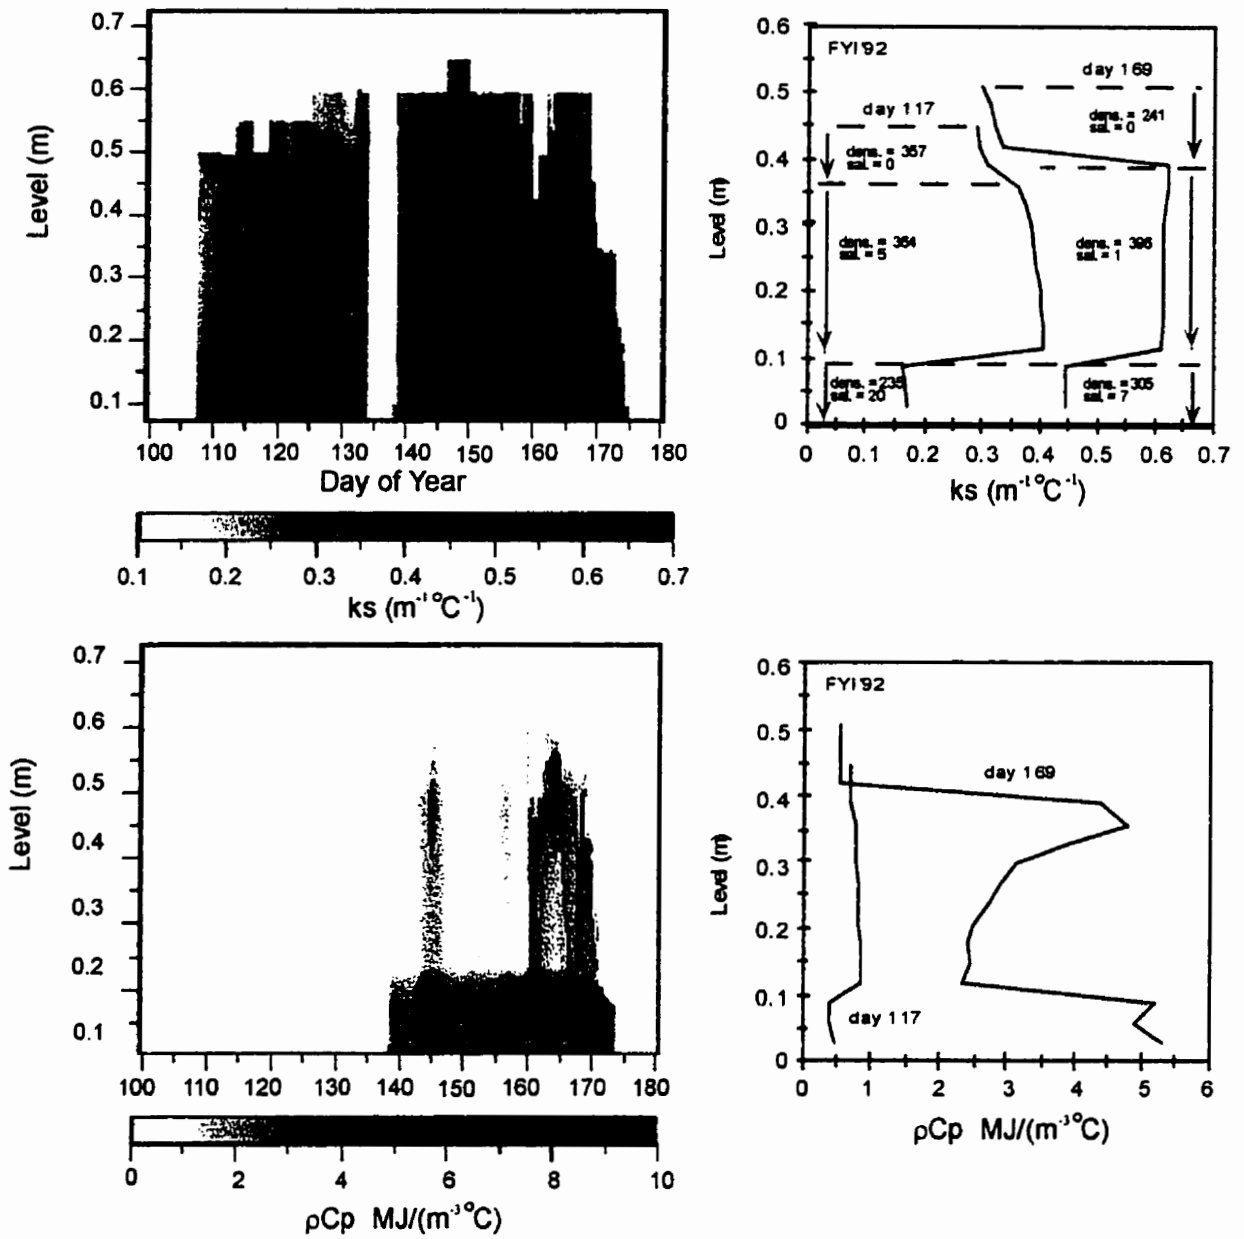 0.7
0.6
0.5
0.4
0.3
0.2
0.1
Level (m)
100 110 120 130 140 150 160 170 180
Day of Year
0.1 0.2 0.3 0.4 0.5 0.6 0.7
ks (m⁻¹ °C⁻¹)
0.6
0.5
0.4
0.3
0.2
0.1
0
Level (m)
FYI'92
day 169
day 117
dens. = 241
sal. = 0
dens. = 357
sal. = 0
dens. = 364
sal. = 5
dens. = 396
sal. = 1
dens. = 235
sal. = 20
dens. = 305
sal. = 7
0 0.1 0.2 0.3 0.4 0.5 0.6 0.7
ks (m⁻¹ °C⁻¹)
0.7
0.6
0.5
0.4
0.3
0.2
0.1
Level (m)
100 110 120 130 140 150 160 170 180
0 2 4 6 8 10
ρCp MJ/(m⁻³ °C)
0.6
0.5
0.4
0.3
0.2
0.1
0
Level (m)
FYI'92
day 169
day 117
0 1 2 3 4 5 6
ρCp MJ/(m⁻³ °C)